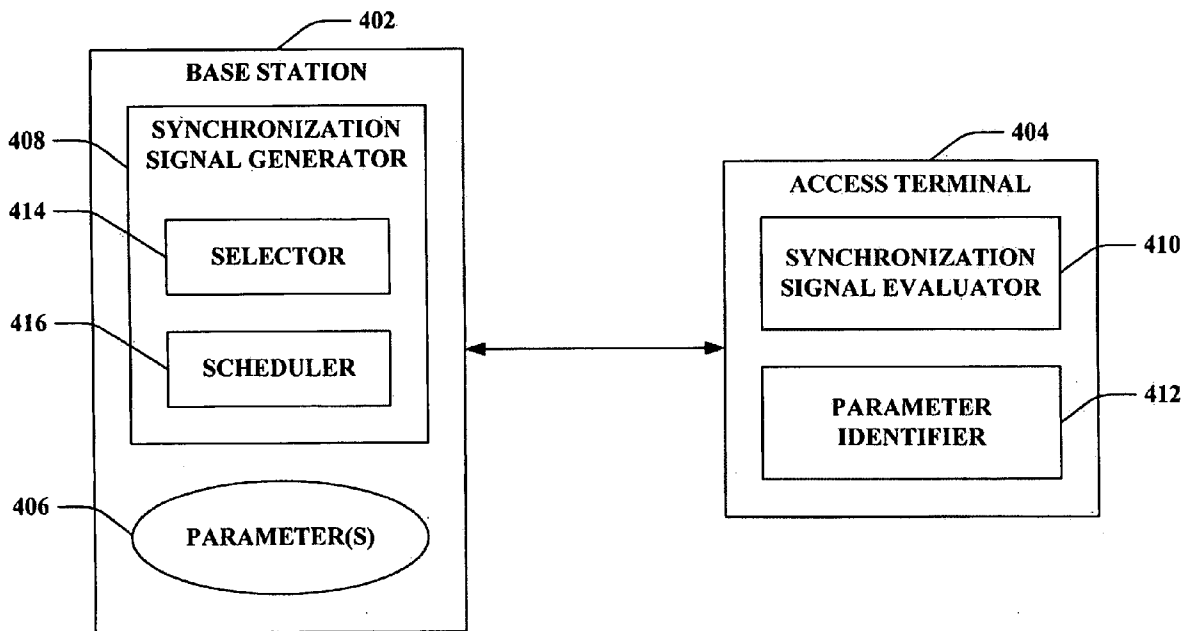 402
BASE STATION
408
SYNCHRONIZATION
SIGNAL GENERATOR
414
SELECTOR
416
SCHEDULER
406
PARAMETER(S)
404
ACCESS TERMINAL
SYNCHRONIZATION
SIGNAL EVALUATOR
410
PARAMETER
IDENTIFIER
412